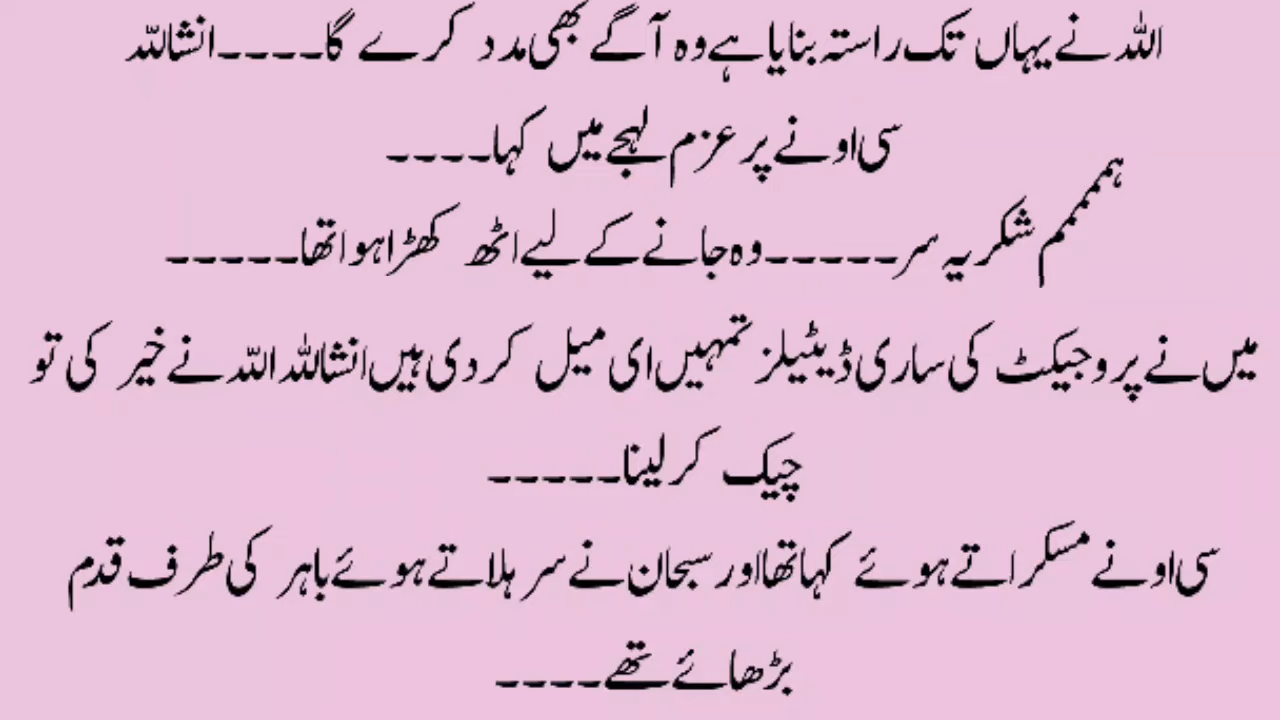 اللہ نے یہاں تک راستہ بنایا ہے وہ آگے بھی مدد کرے گا۔۔۔۔انشاللہ
سی او نے پر عزم لہجے میں کہا۔۔۔۔
ہمممممم شکریہ سر۔۔۔۔۔وہ جانے کے لیے اٹھ کھڑا ہوا تھا۔۔۔۔۔
میں نے پروجیکٹ کی ساری ڈیٹیلز تمہیں ای میل کر دی ہیں انشاللہ اللہ نے خیر کی تو
چیک کر لینا۔۔۔۔۔
سی او نے مسکراتے ہوئے کہا تھا اور سبحان نے سر ہلاتے ہوئے باہر کی طرف قدم
بڑھائے تھے۔۔۔۔